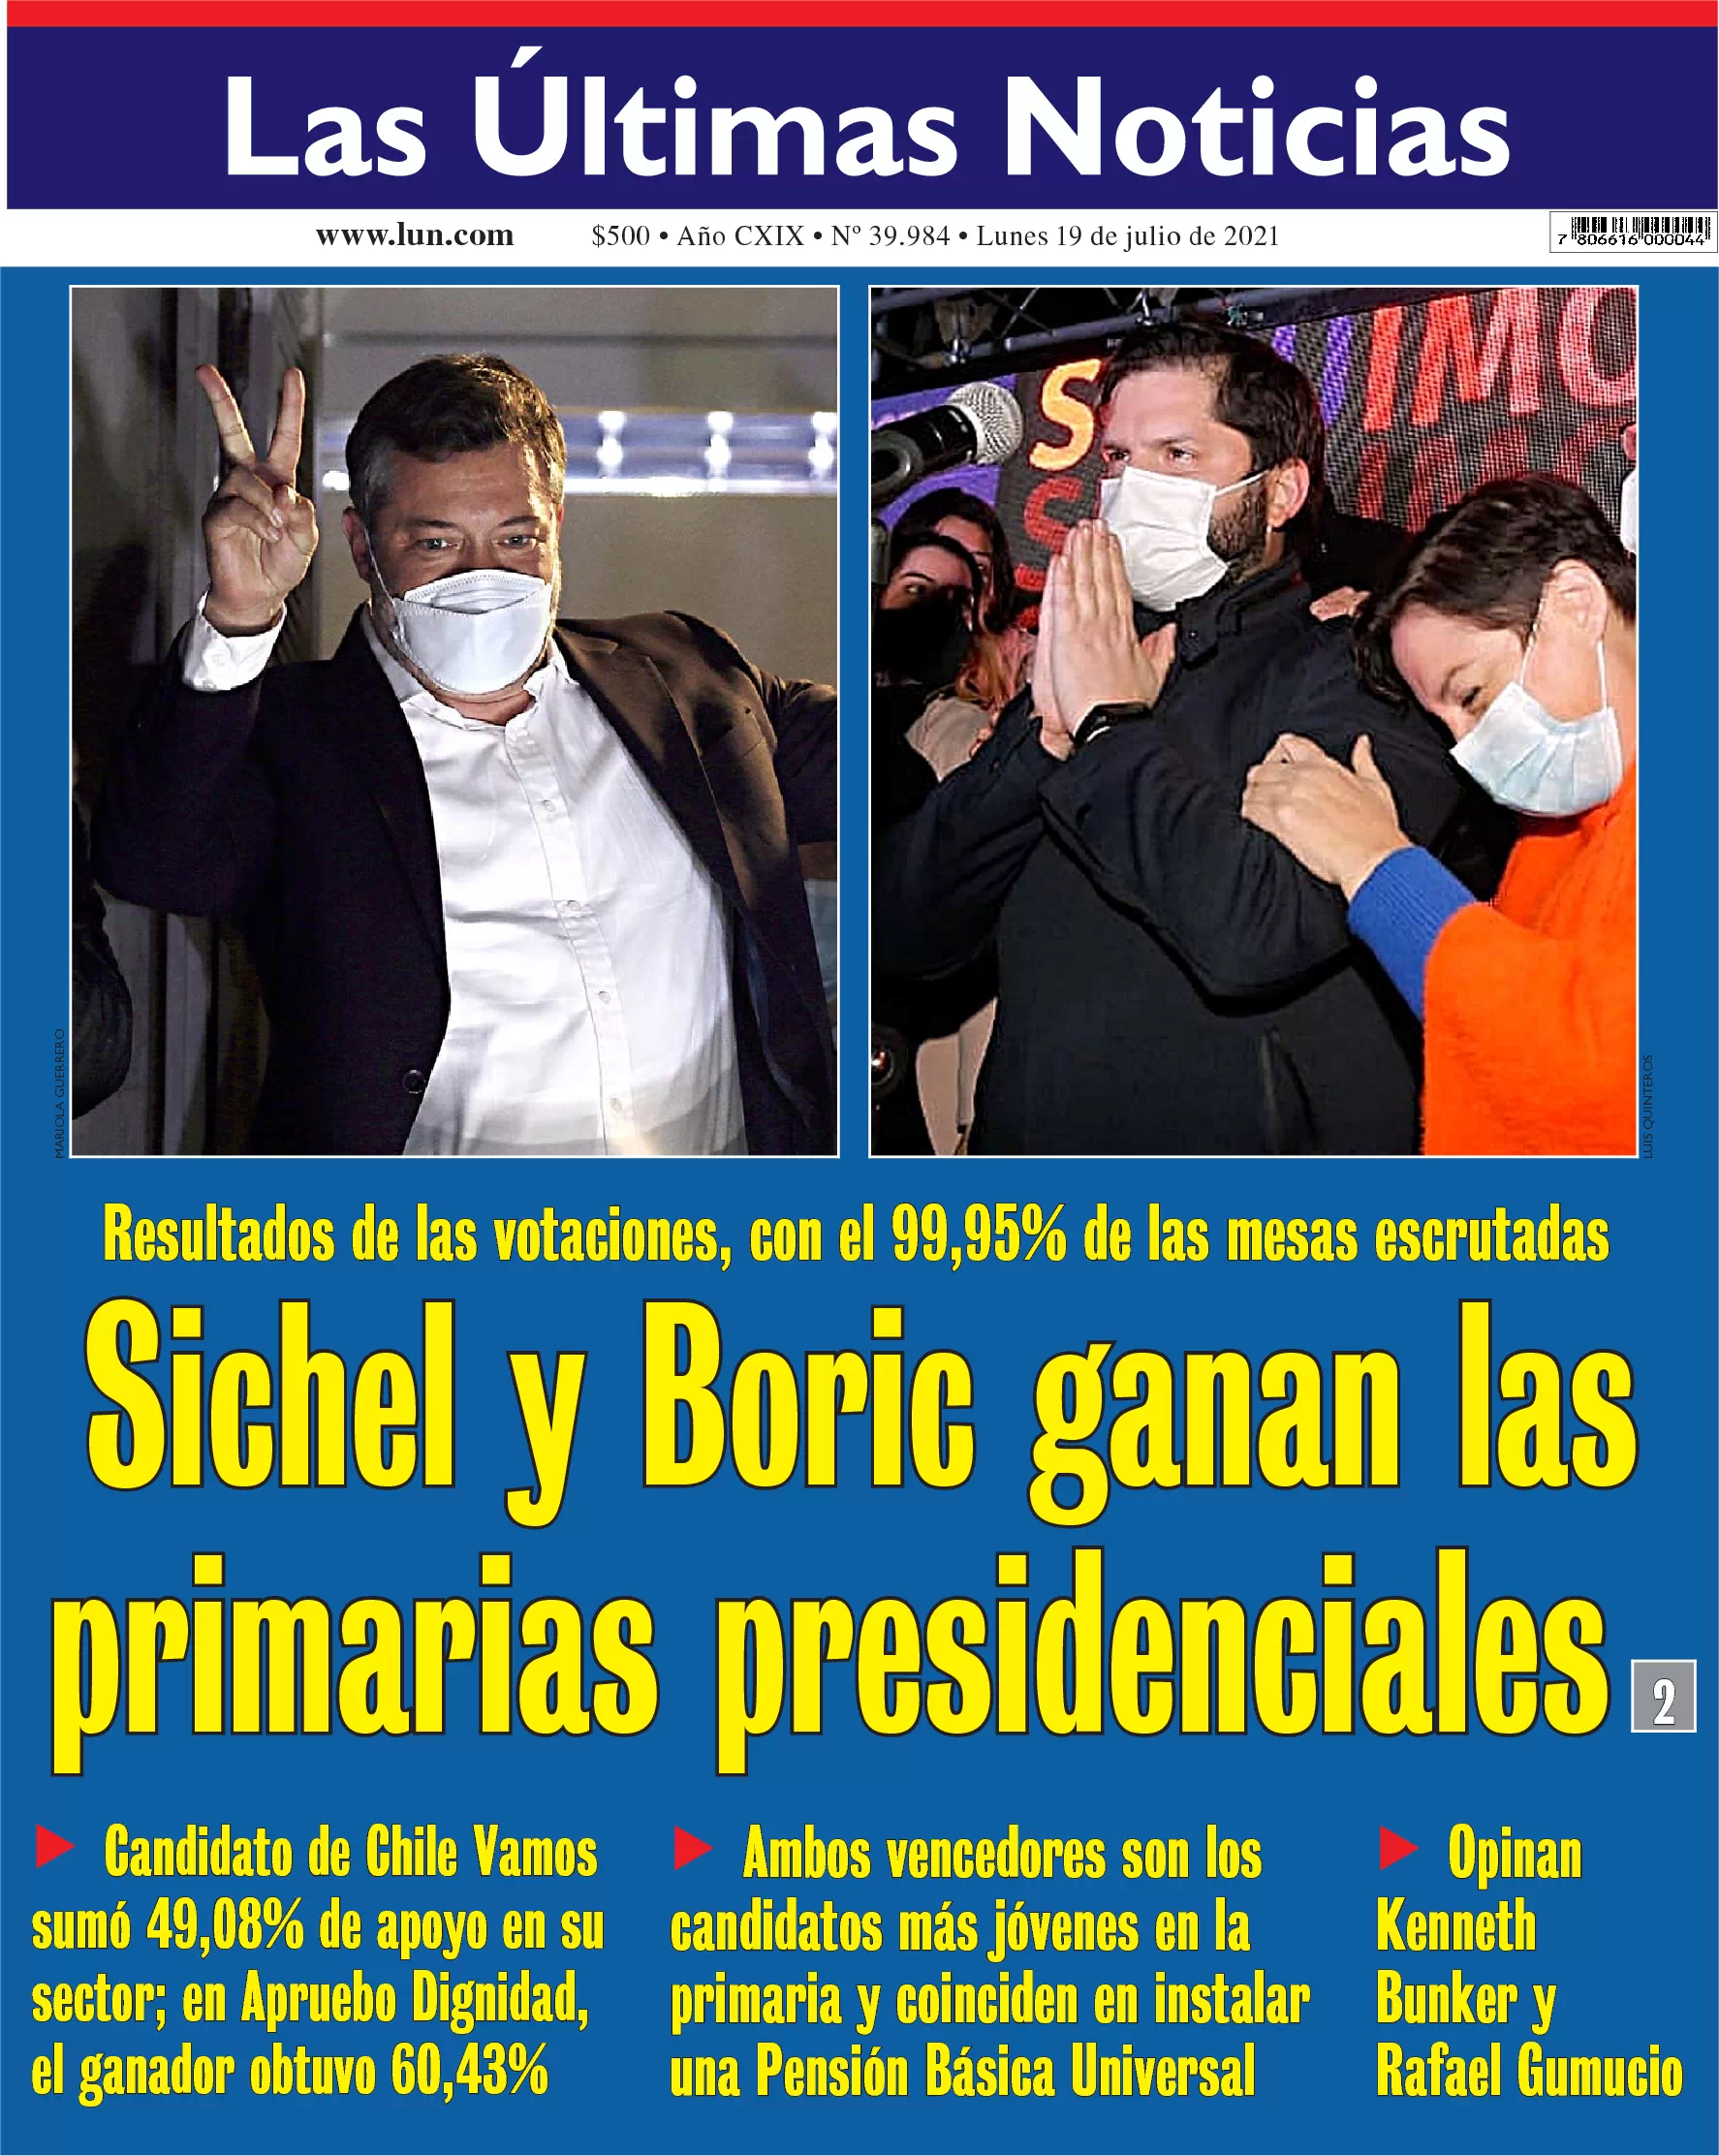 Las Últimas Noticias
www.lun.com $500 • Año CXIX • Nº 39.984 • Lunes 19 de julio de 2021
7 806616 000044
S
IMO
S
MARIOLA GUERRERO
LUIS QUINTEROS
Resultados de las votaciones, con el 99,95% de las mesas escrutadas
Sichel y Boric ganan las
primarias presidenciales
2
Candidato de Chile Vamos
sumó 49,08% de apoyo en su
sector; en Apruebo Dignidad,
el ganador obtuvo 60,43%
Ambos vencedores son los
candidatos más jóvenes en la
primaria y coinciden en instalar
una Pensión Básica Universal
Opinan
Kenneth
Bunker y
Rafael Gumucio